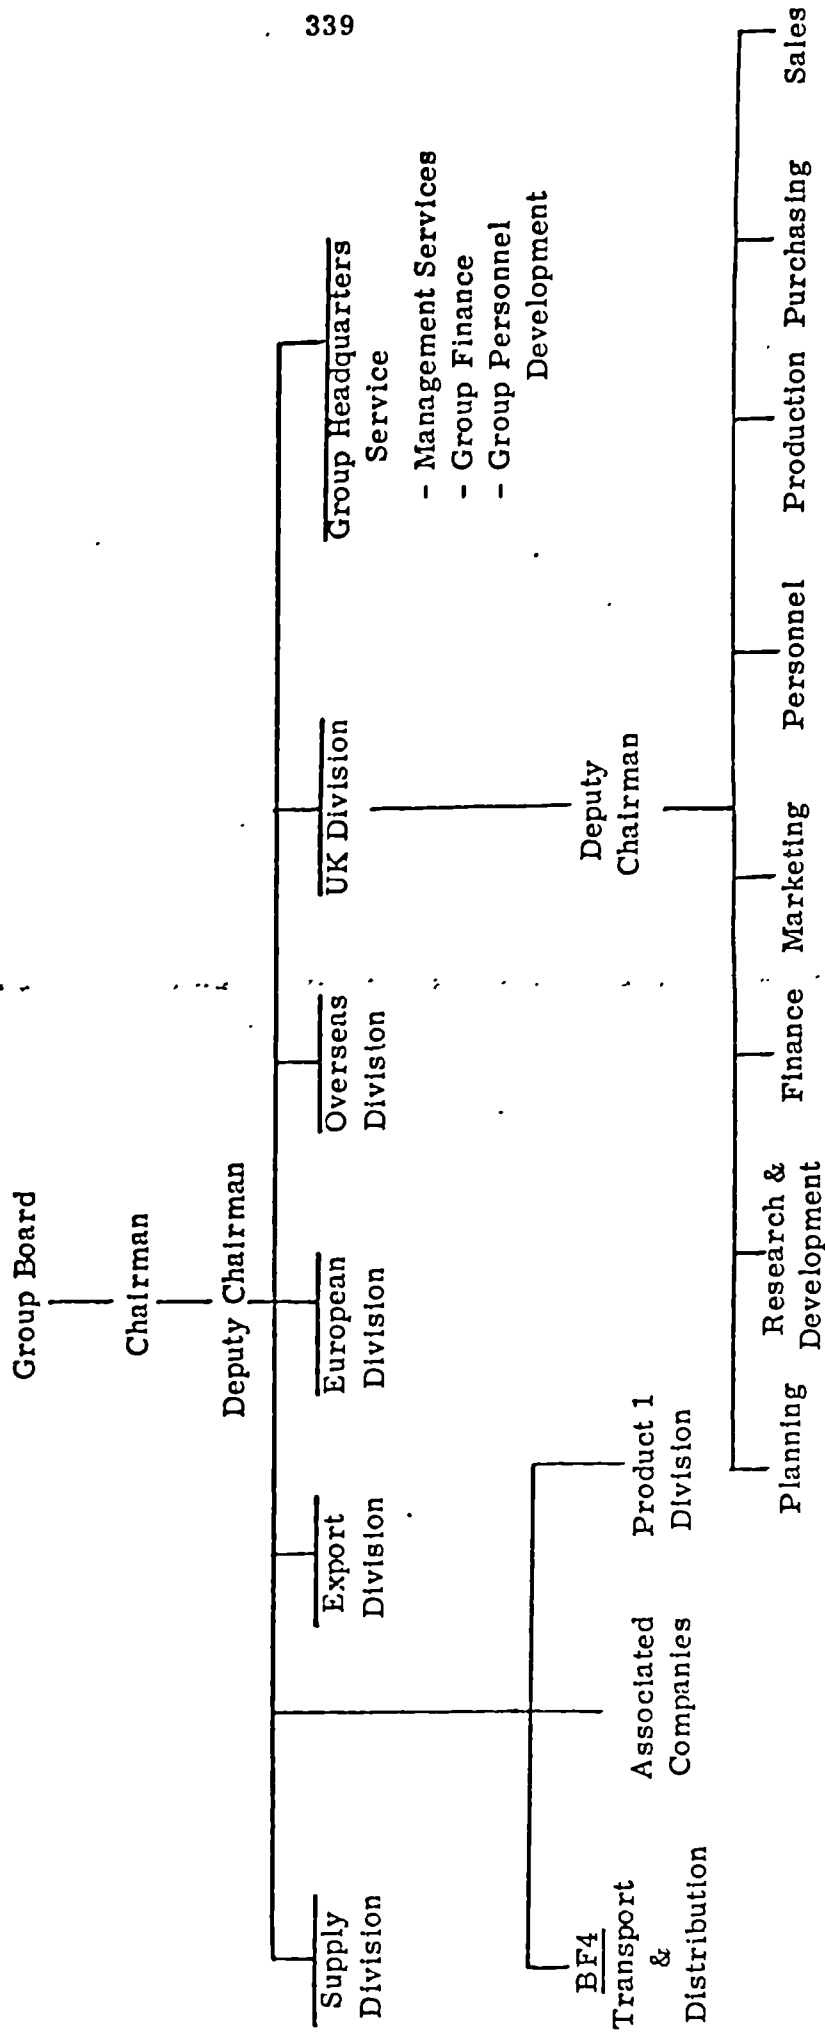 339
Group Board
Chairman
Deputy Chairman
Supply
Division
Export
Division
European
Division
Overseas
Division
UK Division
Group Headquarters
Service
- Management Services
- Group Finance
- Group Personnel
Development
BF4
Transport
&
Distribution
Associated
Companies
Product 1
Division
Deputy
Chairman
Planning
Research &
Development
Finance
Marketing
Personnel
Production
Purchasing
Sales